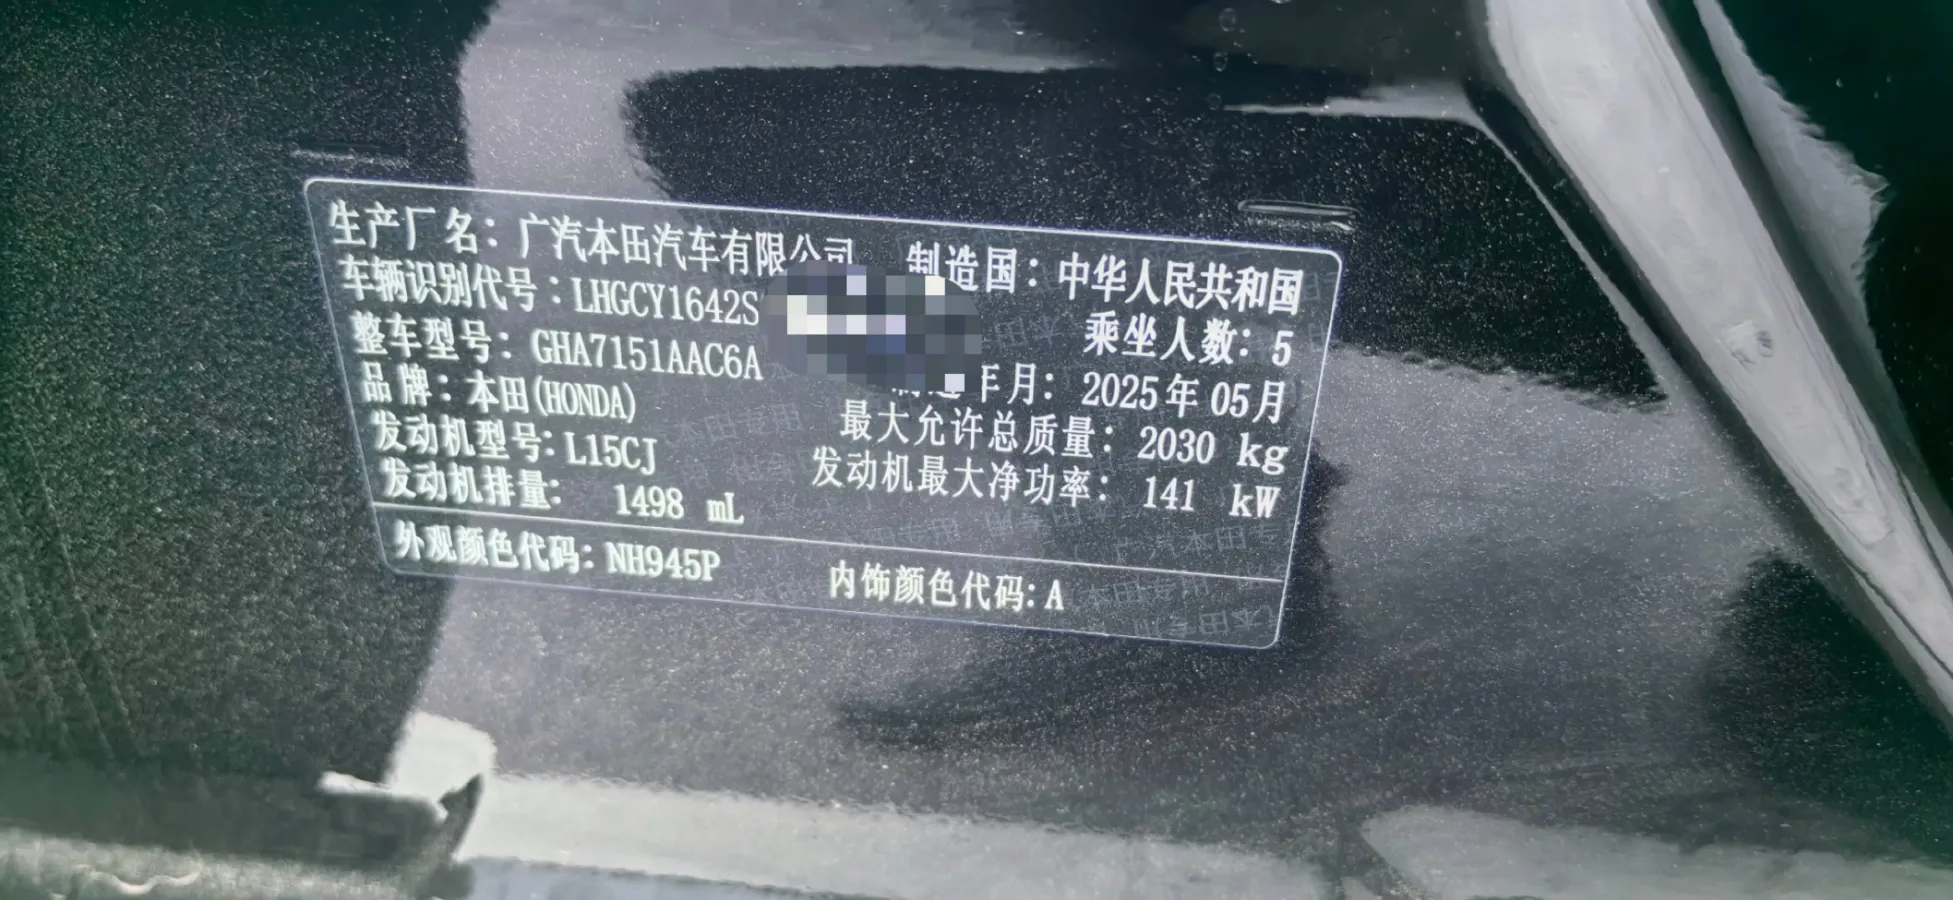 生产厂名：广汽本田汽车有限公司 制造国：中华人民共和国
车辆识别代号：LHGCY1642S 乘坐人数：5
整车型号：GHA7151AAC6A 年月：2025年05月
品牌：本田(HONDA) 最大允许总质量：2030 kg
发动机型号：L15CJ 发动机最大净功率：141 kW
发动机排量： 1498 mL
外观颜色代码：NH945P 内饰颜色代码：A